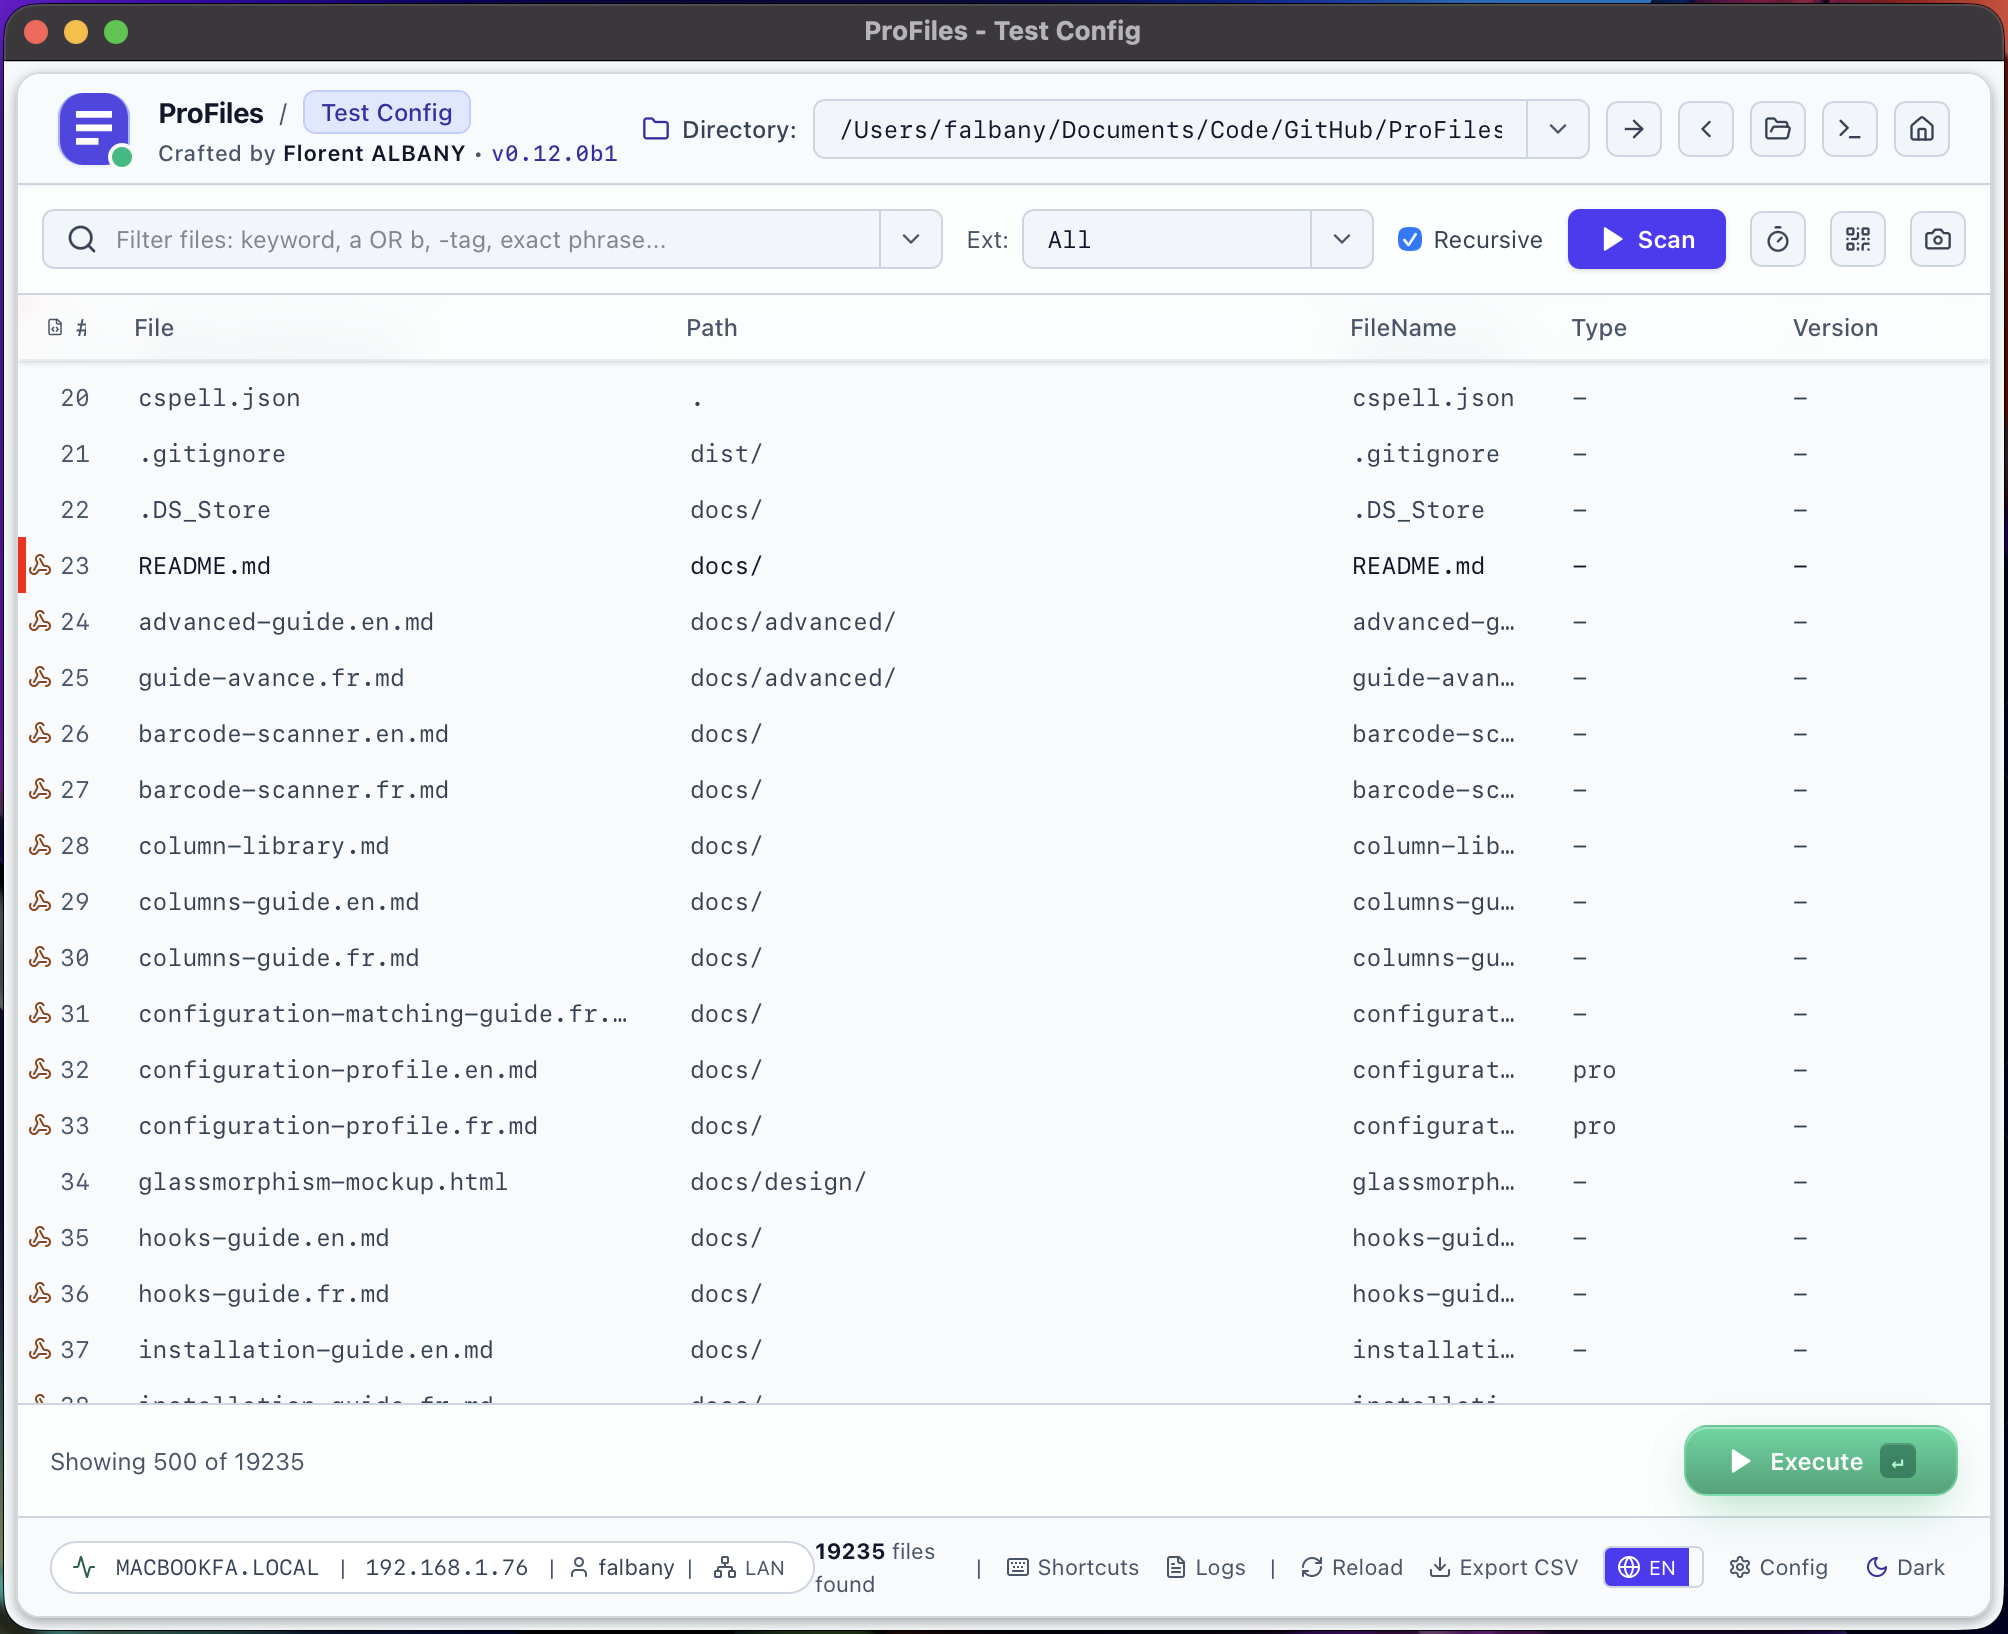 ProFiles - Test Config
ProFiles / Test Config
Crafted by Florent ALBANY • v0.12.0b1
Directory: /Users/falbany/Documents/Code/GitHub/ProFiles
Filter files: keyword, a OR b, -tag, exact phrase... Ext: All Recursive Scan
# File Path FileName Type Version
20 cspell.json . cspell.json – –
21 .gitignore dist/ .gitignore – –
22 .DS_Store docs/ .DS_Store – –
23 README.md docs/ README.md – –
24 advanced-guide.en.md docs/advanced/ advanced-g… – –
25 guide-avance.fr.md docs/advanced/ guide-avan… – –
26 barcode-scanner.en.md docs/ barcode-sc… – –
27 barcode-scanner.fr.md docs/ barcode-sc… – –
28 column-library.md docs/ column-lib… – –
29 columns-guide.en.md docs/ columns-gu… – –
30 columns-guide.fr.md docs/ columns-gu… – –
31 configuration-matching-guide.fr.… docs/ configurat… – –
32 configuration-profile.en.md docs/ configurat… pro –
33 configuration-profile.fr.md docs/ configurat… pro –
34 glassmorphism-mockup.html docs/design/ glassmorph… – –
35 hooks-guide.en.md docs/ hooks-guid… – –
36 hooks-guide.fr.md docs/ hooks-guid… – –
37 installation-guide.en.md docs/ installati… – –
38 installation-guide.fr.md docs/ installati…
Showing 500 of 19235
Execute
MACBOOKFA.LOCAL | 192.168.1.76 | falbany | LAN
19235 files
found
| Shortcuts Logs | Reload Export CSV EN Config Dark